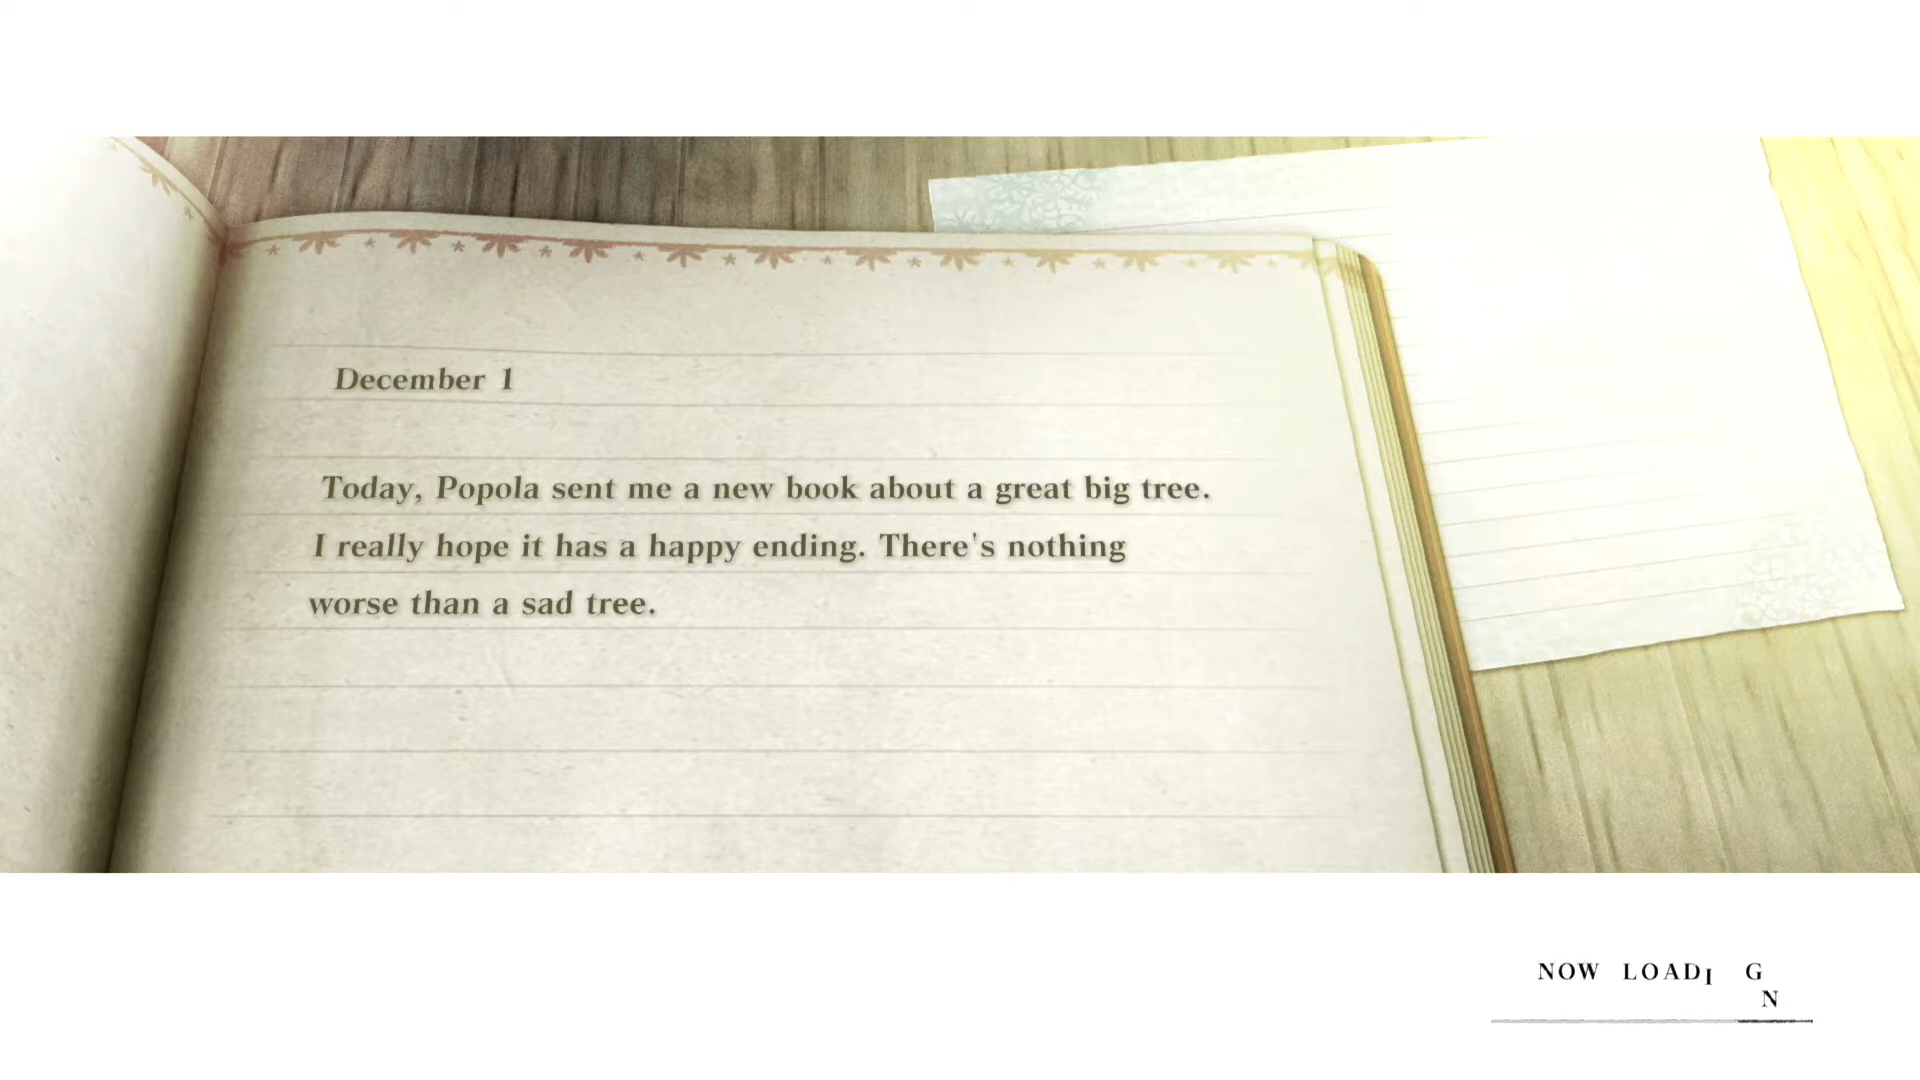 December 1
Today, Popola sent me a new book about a great big tree.
I really hope it has a happy ending. There's nothing
worse than a sad tree.
NOW LOADING